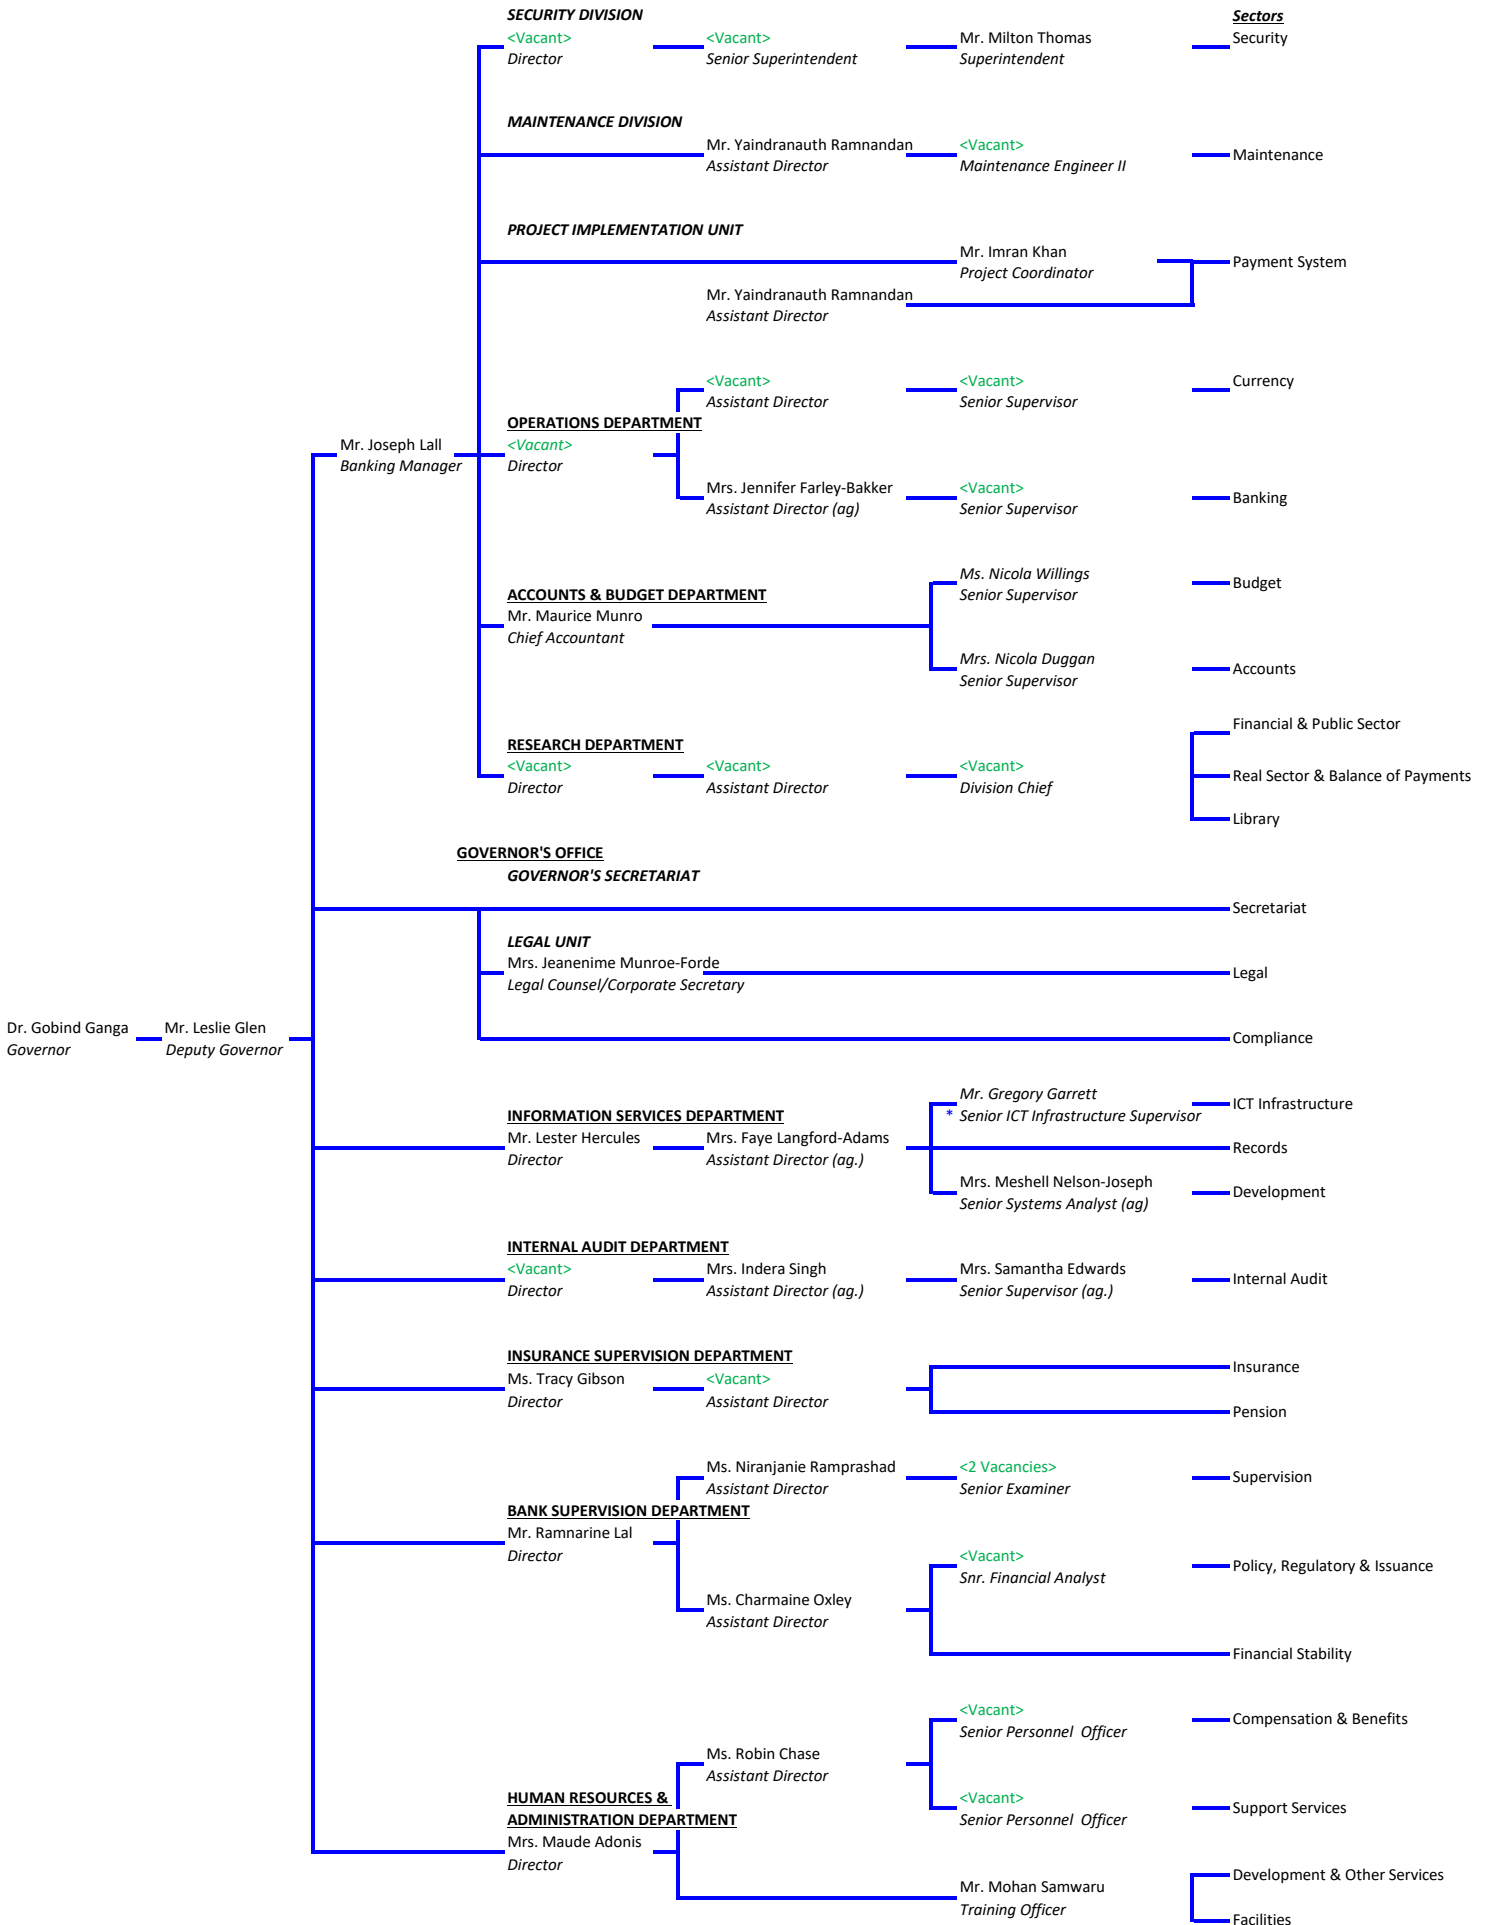 SECURITY DIVISION
Sectors
<Vacant>
<Vacant>
Mr. Milton Thomas
Security
Director
Senior Superintendent
Superintendent
MAINTENANCE DIVISION
Mr. Yaindranauth Ramnandan
<Vacant>
Maintenance
Assistant Director
Maintenance Engineer II
PROJECT IMPLEMENTATION UNIT
Mr. Imran Khan
Payment System
Project Coordinator
Mr. Yaindranauth Ramnandan
Assistant Director
<Vacant>
<Vacant>
Currency
Assistant Director
Senior Supervisor
OPERATIONS DEPARTMENT
Mr. Joseph Lall
<Vacant>
Banking Manager
Director
Mrs. Jennifer Farley-Bakker
<Vacant>
Banking
Assistant Director (ag)
Senior Supervisor
Ms. Nicola Willings
Budget
Senior Supervisor
ACCOUNTS & BUDGET DEPARTMENT
Mr. Maurice Munro
Chief Accountant
Mrs. Nicola Duggan
Accounts
Senior Supervisor
Financial & Public Sector
RESEARCH DEPARTMENT
<Vacant>
<Vacant>
<Vacant>
Real Sector & Balance of Payments
Director
Assistant Director
Division Chief
Library
GOVERNOR'S OFFICE
GOVERNOR'S SECRETARIAT
Secretariat
LEGAL UNIT
Mrs. Jeanenime Munroe-Forde
Legal
Legal Counsel/Corporate Secretary
Dr. Gobind Ganga
Mr. Leslie Glen
Compliance
Governor
Deputy Governor
Mr. Gregory Garrett
ICT Infrastructure
* Senior ICT Infrastructure Supervisor
INFORMATION SERVICES DEPARTMENT
Mr. Lester Hercules
Mrs. Faye Langford-Adams
Records
Director
Assistant Director (ag.)
Mrs. Meshell Nelson-Joseph
Development
Senior Systems Analyst (ag)
INTERNAL AUDIT DEPARTMENT
<Vacant>
Mrs. Indera Singh
Mrs. Samantha Edwards
Internal Audit
Director
Assistant Director (ag.)
Senior Supervisor (ag.)
INSURANCE SUPERVISION DEPARTMENT
Insurance
Ms. Tracy Gibson
<Vacant>
Director
Assistant Director
Pension
Ms. Niranjanie Ramprashad
<2 Vacancies>
Supervision
Assistant Director
Senior Examiner
BANK SUPERVISION DEPARTMENT
Mr. Ramnarine Lal
Director
<Vacant>
Policy, Regulatory & Issuance
Snr. Financial Analyst
Ms. Charmaine Oxley
Assistant Director
Financial Stability
<Vacant>
Compensation & Benefits
Senior Personnel Officer
Ms. Robin Chase
Assistant Director
HUMAN RESOURCES &
<Vacant>
Support Services
ADMINISTRATION DEPARTMENT
Senior Personnel Officer
Mrs. Maude Adonis
Director
Development & Other Services
Mr. Mohan Samwaru
Training Officer
Facilities